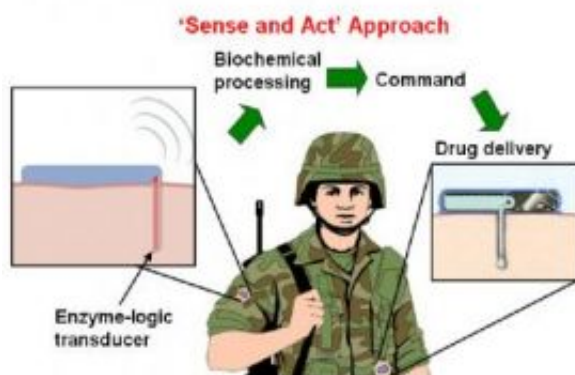 'Sense and Act' Approach
Biochemical
processing
Command
Drug delivery
Enzyme-logic
transducer